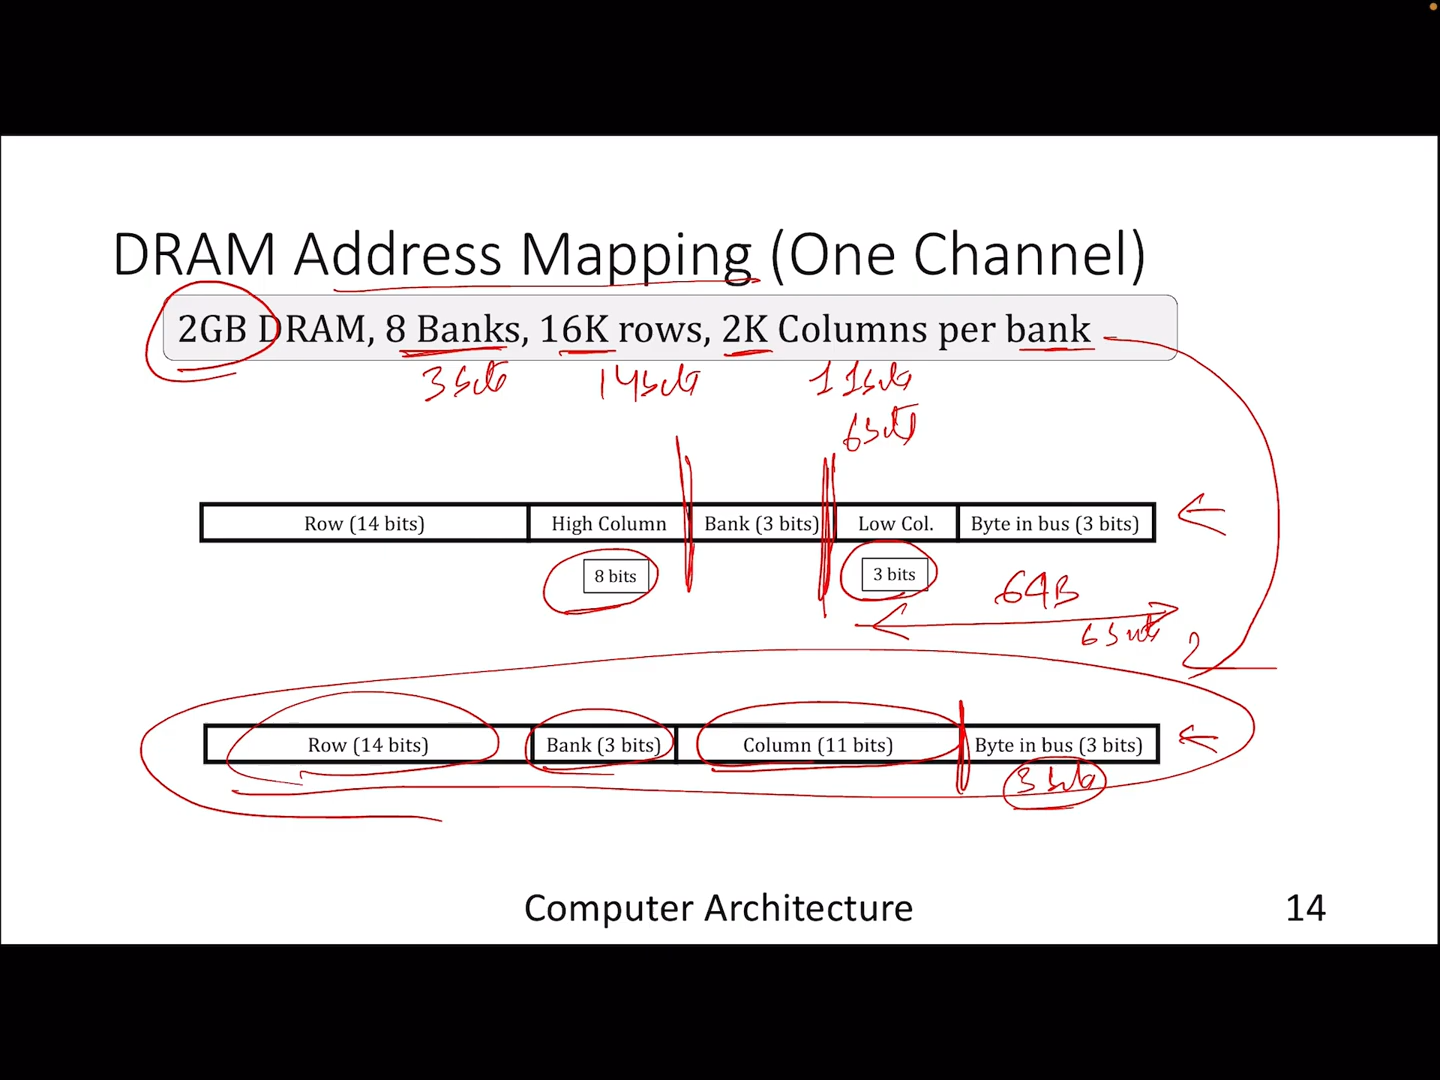 DRAM Address Mapping (One Channel)
2GB DRAM, 8 Banks, 16K rows, 2K Columns per bank
3 bits 14 bits 11 bits
6 bits
Row (14 bits) High Column Bank (3 bits) Low Col. Byte in bus (3 bits)
8 bits 3 bits
64B
6 bits
Row (14 bits) Bank (3 bits) Column (11 bits) Byte in bus (3 bits)
3 bits
Computer Architecture 14